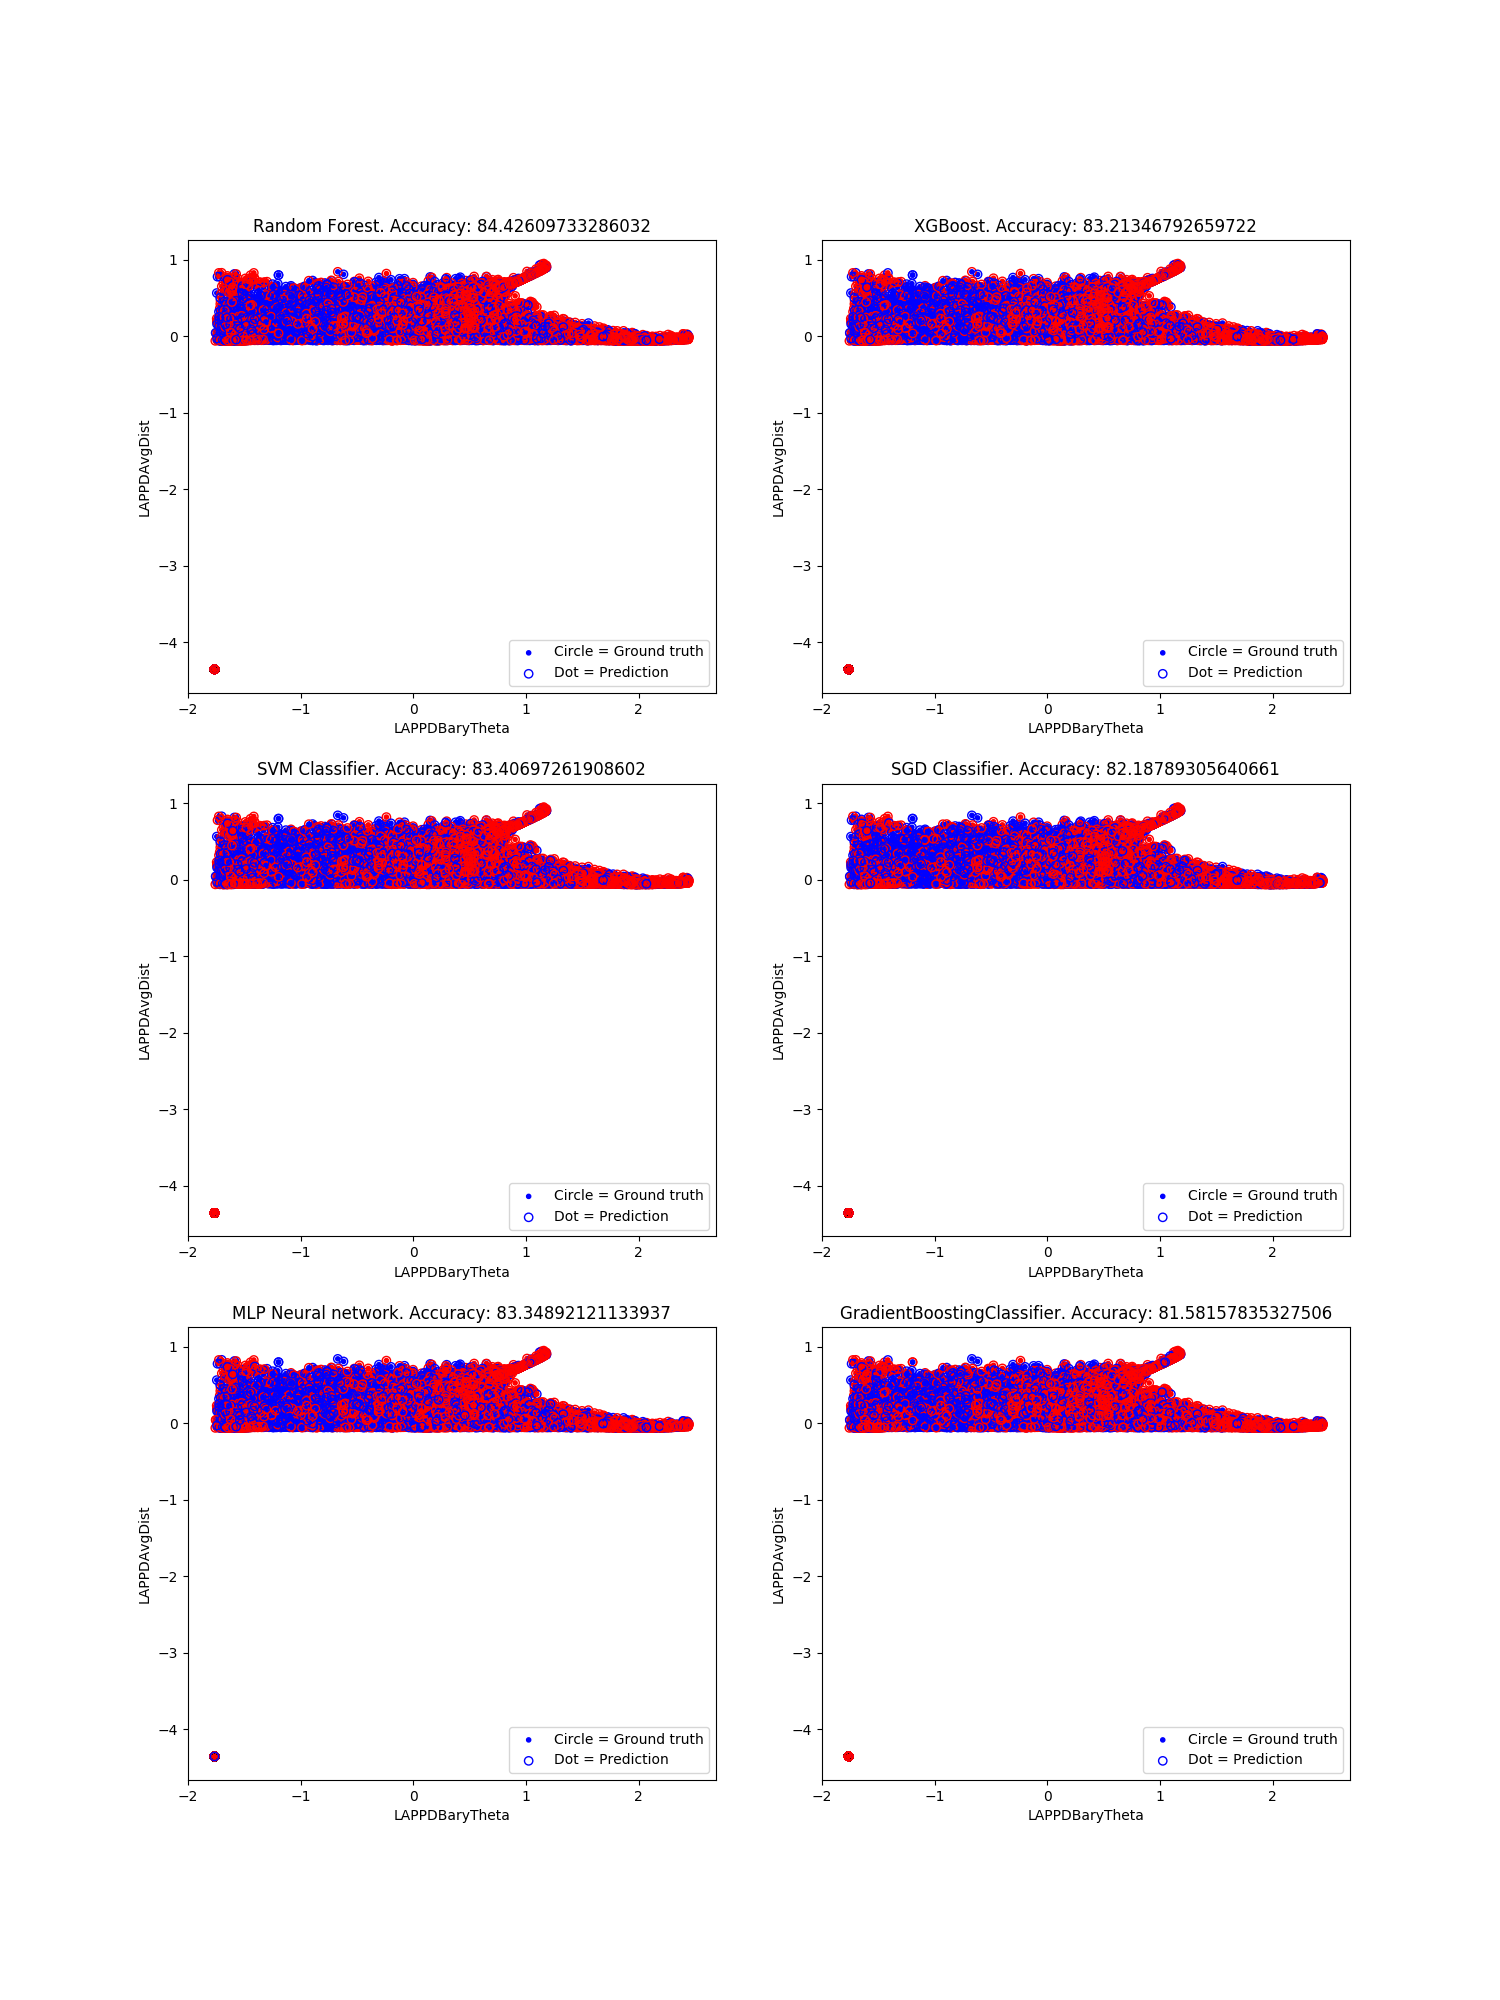 Random Forest. Accuracy: 84.42609733286032
1
0
−1
−2
−3
−4
LAPPDAvgDist
Circle = Ground truth
Dot = Prediction
−2 −1 0 1 2
LAPPDBaryTheta
XGBoost. Accuracy: 83.21346792659722
1
0
−1
−2
−3
−4
LAPPDAvgDist
Circle = Ground truth
Dot = Prediction
−2 −1 0 1 2
LAPPDBaryTheta
SVM Classifier. Accuracy: 83.40697261908602
1
0
−1
−2
−3
−4
LAPPDAvgDist
Circle = Ground truth
Dot = Prediction
−2 −1 0 1 2
LAPPDBaryTheta
SGD Classifier. Accuracy: 82.18789305640661
1
0
−1
−2
−3
−4
LAPPDAvgDist
Circle = Ground truth
Dot = Prediction
−2 −1 0 1 2
LAPPDBaryTheta
MLP Neural network. Accuracy: 83.34892121133937
1
0
−1
−2
−3
−4
LAPPDAvgDist
Circle = Ground truth
Dot = Prediction
−2 −1 0 1 2
LAPPDBaryTheta
GradientBoostingClassifier. Accuracy: 81.58157835327506
1
0
−1
−2
−3
−4
LAPPDAvgDist
Circle = Ground truth
Dot = Prediction
−2 −1 0 1 2
LAPPDBaryTheta